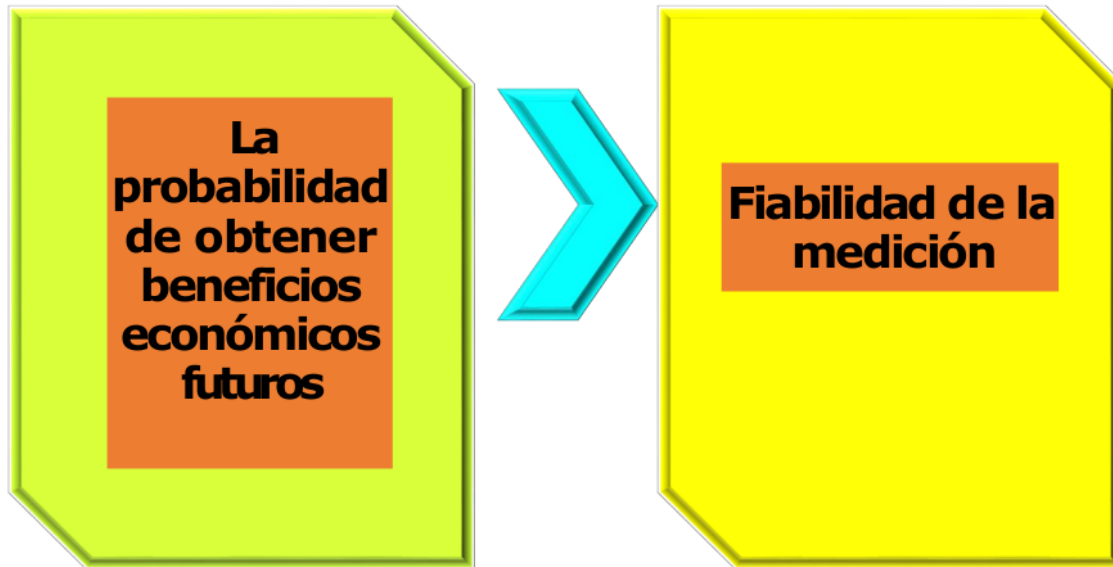 La
probabilidad
de obtener
beneficios
económicos
futuros
Fiabilidad de la
medición